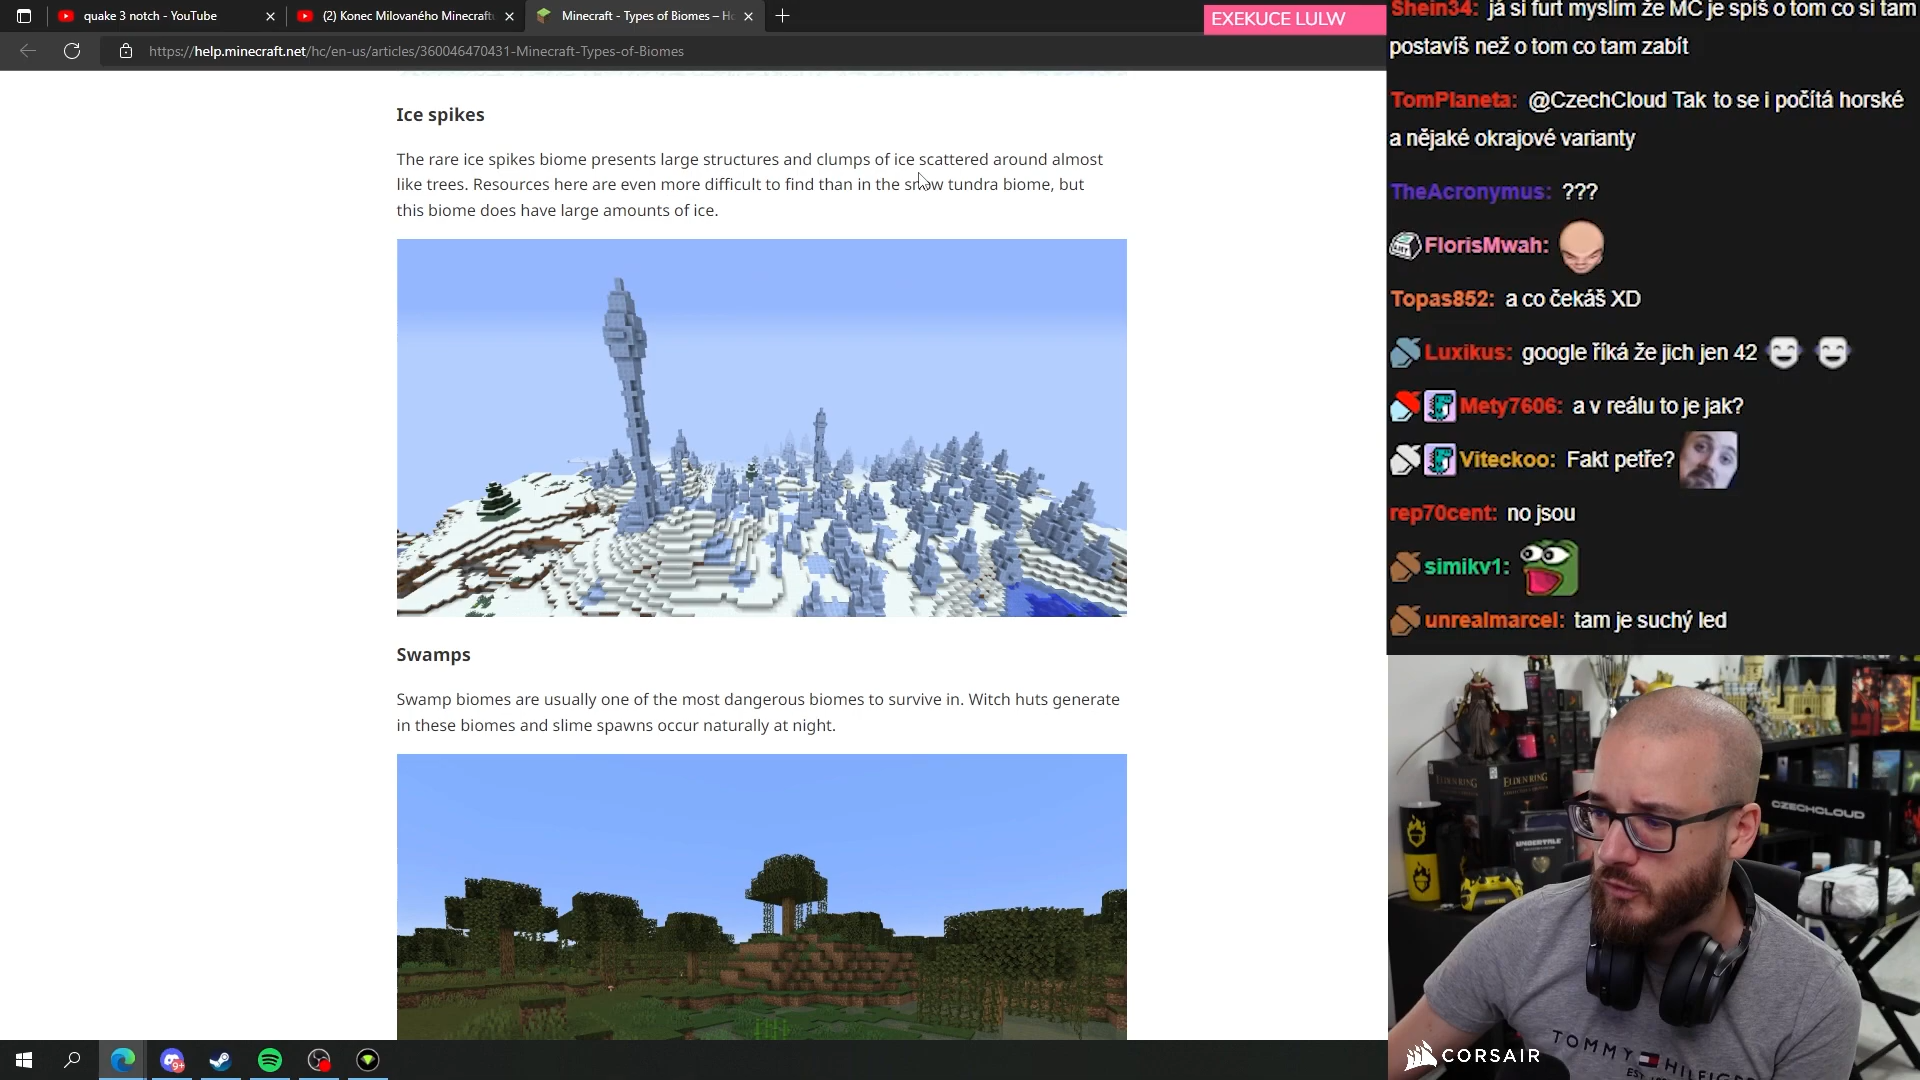 quake 3 notch - YouTube
(2) Konec Milovaného Minecraftu
Minecraft - Types of Biomes – Ho
EXEKUCE LULW
https://help.minecraft.net/hc/en-us/articles/360046470431-Minecraft-Types-of-Biomes
Ice spikes
The rare ice spikes biome presents large structures and clumps of ice scattered around almost
like trees. Resources here are even more difficult to find than in the snow tundra biome, but
this biome does have large amounts of ice.
Swamps
Swamp biomes are usually one of the most dangerous biomes to survive in. Witch huts generate
in these biomes and slime spawns occur naturally at night.
Shein34: já si furt myslím že MC je spíš o tom co si tam
postavíš než o tom co tam zabít
TomPlaneta: @CzechCloud Tak to se i počítá horské
a nějaké okrajové varianty
TheAcronymus: ???
FlorisMwah:
Topas852: a co čekáš XD
Luxikus: google říká že jich jen 42
Mety7606: a v reálu to je jak?
Viteckoo: Fakt petře?
rep70cent: no jsou
simikv1:
unrealmarcel: tam je suchý led
ELDEN RING
ELDEN RING
UNDERTALE
CZECHCLOUD
TOMMY HILFIGER
CORSAIR
9+